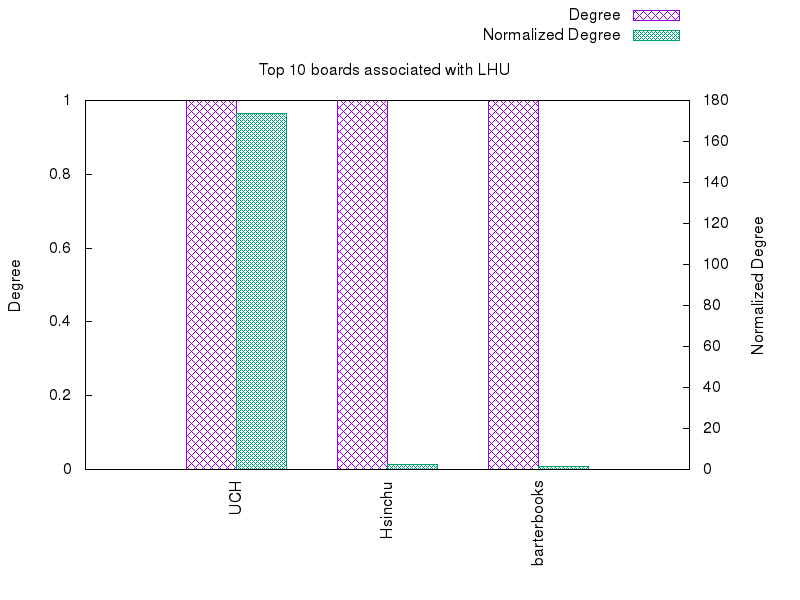 Degree
Normalized Degree
Top 10 boards associated with LHU
1
0.8
0.6
0.4
0.2
0
Degree
180
160
140
120
100
80
60
40
20
0
Normalized Degree
UCH
Hsinchu
barterbooks